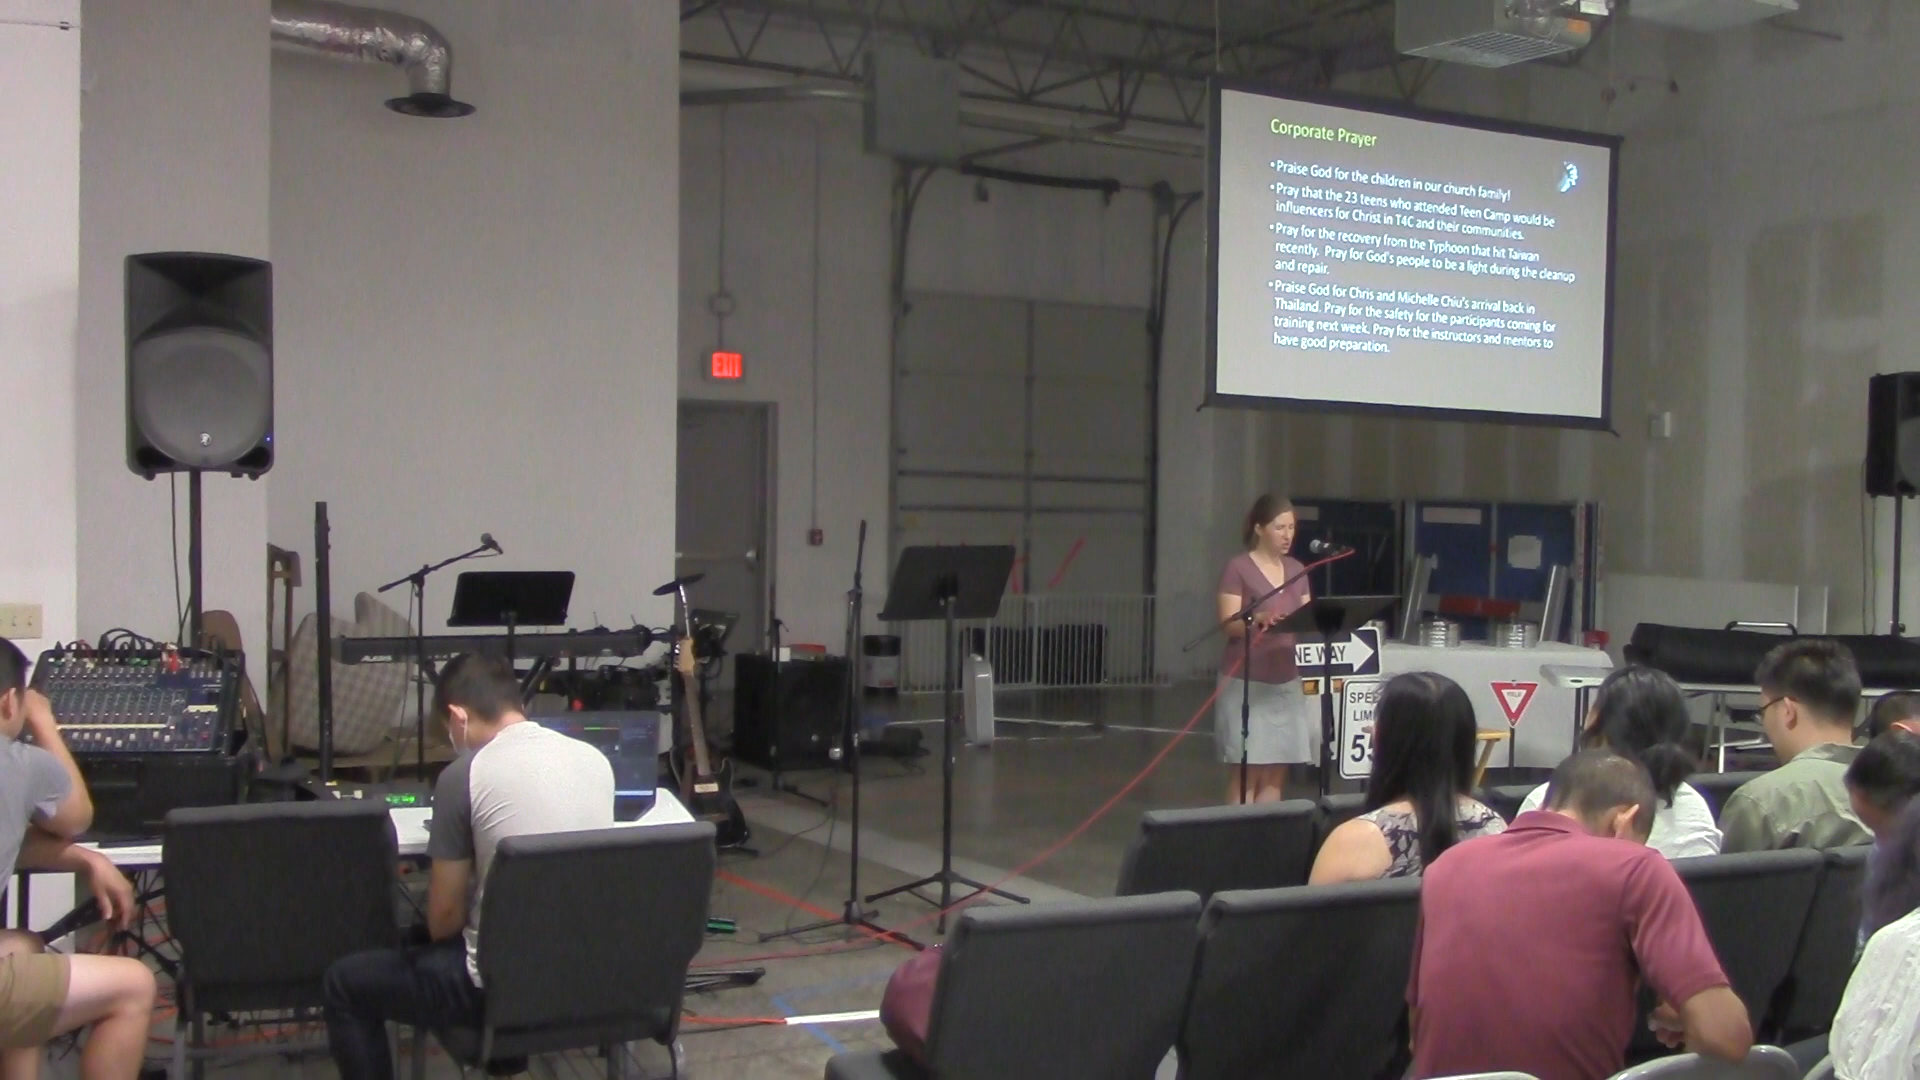 Corporate Prayer
• Praise God for the children in our church family!
• Pray that the 23 teens who attended Teen Camp would be
influencers for Christ in T4C and their communities.
• Pray for the recovery from the Typhoon that hit Taiwan
recently. Pray for God's people to be a light during the cleanup
and repair.
• Praise God for Chris and Michelle Chiu's arrival back in
Thailand. Pray for the safety for the participants coming for
training next week. Pray for the instructors and mentors to
have good preparation.
EXIT
ALESIS
NE WAY
SPEE
LIMI
55
YIELD